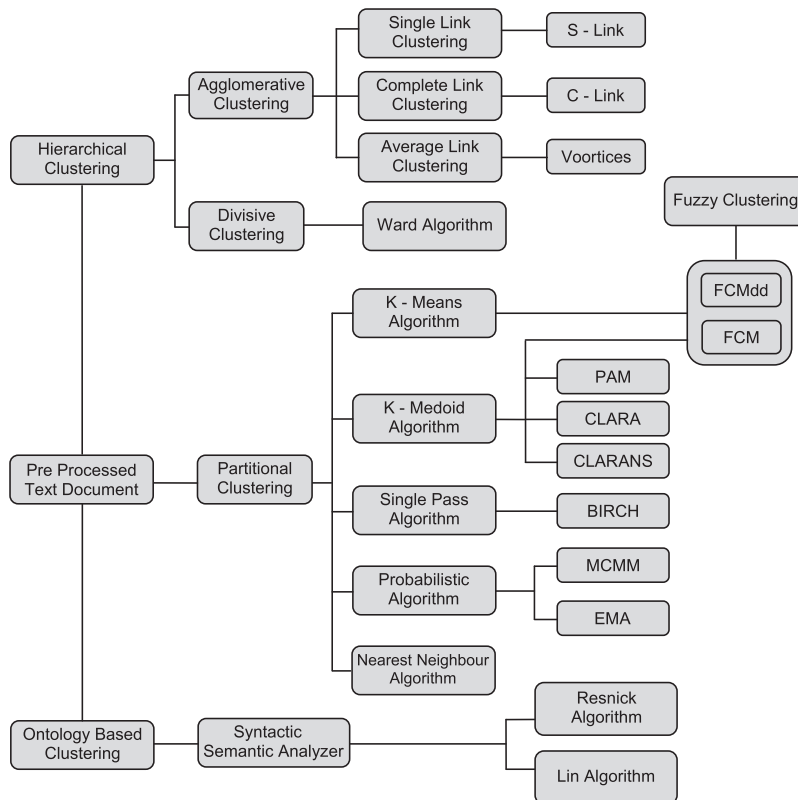 Single Link
Clustering
S - Link
Agglomerative
Clustering
Complete Link
Clustering
C - Link
Hierarchical
Clustering
Average Link
Clustering
Voortices
Fuzzy Clustering
Divisive
Clustering
Ward Algorithm
FCMdd
FCM
K - Means
Algorithm
PAM
K - Medoid
Algorithm
CLARA
CLARANS
Pre Processed
Text Document
Partitional
Clustering
Single Pass
Algorithm
BIRCH
MCMM
Probabilistic
Algorithm
EMA
Nearest Neighbour
Algorithm
Ontology Based
Clustering
Syntactic
Semantic Analyzer
Resnick
Algorithm
Lin Algorithm